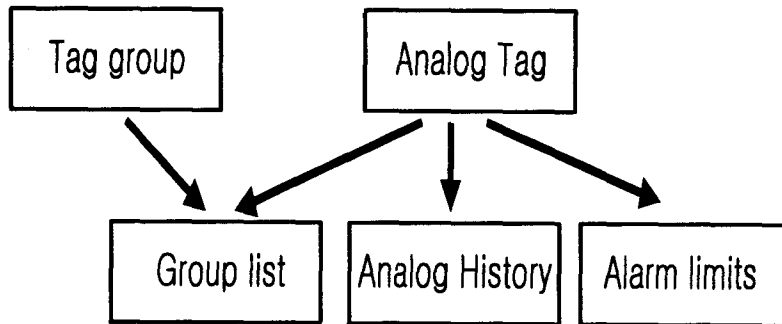 Tag group
Analog Tag
Group list
Analog History
Alarm limits